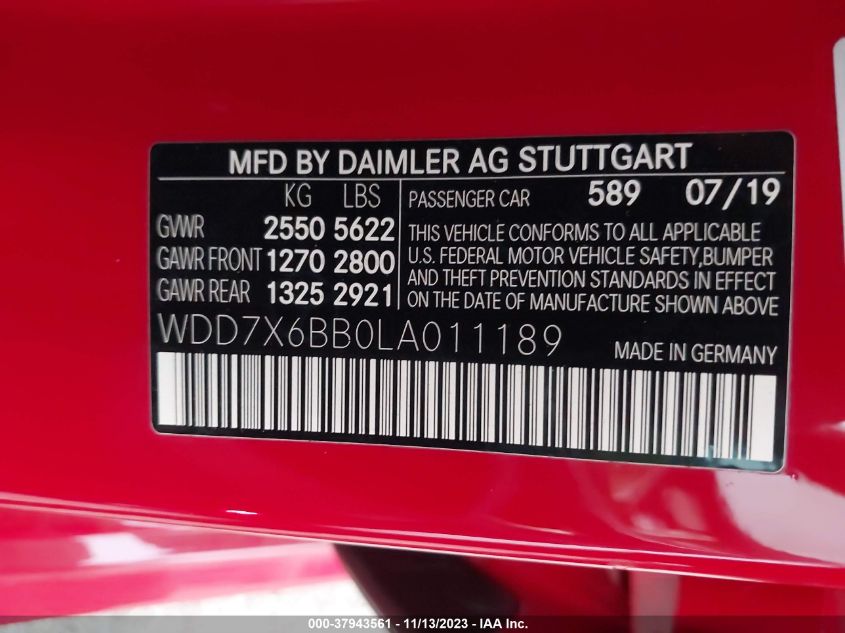 MFD BY DAIMLER AG STUTTGART
KG LBS PASSENGER CAR 589 07/19
GVWR 2550 5622
GAWR FRONT 1270 2800
GAWR REAR 1325 2921
THIS VEHICLE CONFORMS TO ALL APPLICABLE
U.S. FEDERAL MOTOR VEHICLE SAFETY,BUMPER
AND THEFT PREVENTION STANDARDS IN EFFECT
ON THE DATE OF MANUFACTURE SHOWN ABOVE
WDD7X6BB0LA011189 MADE IN GERMANY
000-37943561 - 11/13/2023 - IAA Inc.